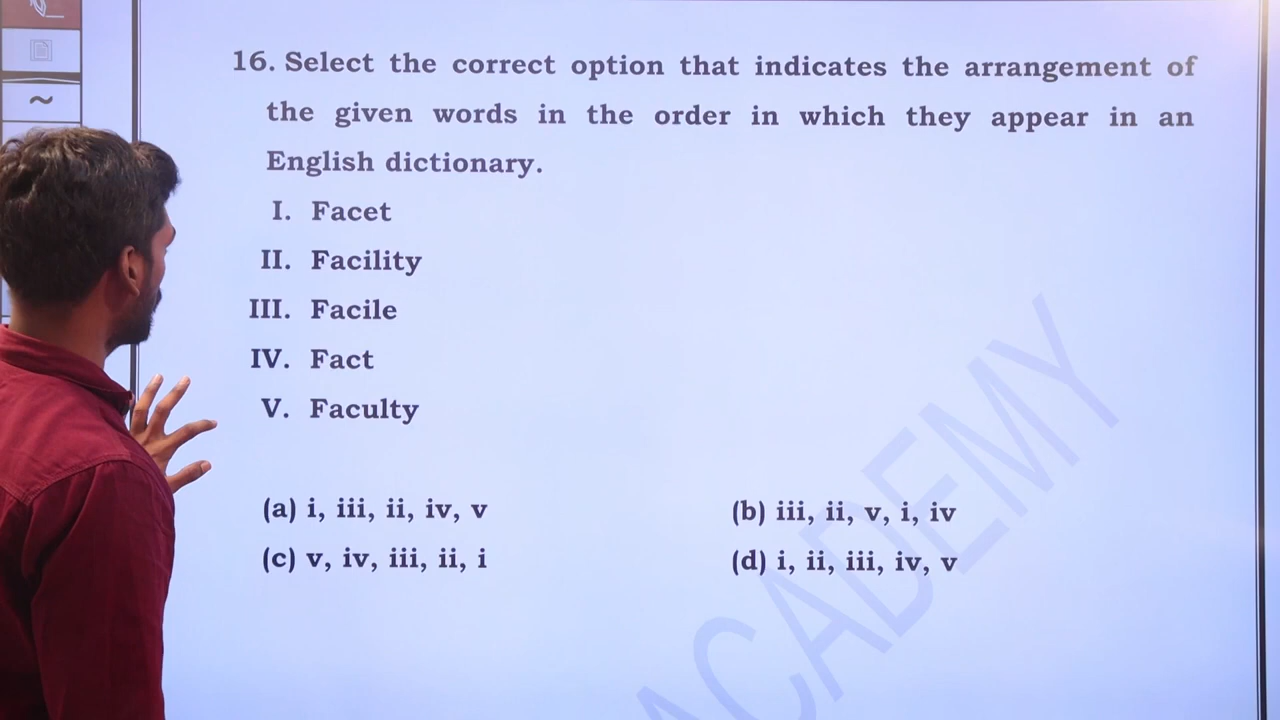 16. Select the correct option that indicates the arrangement of
the given words in the order in which they appear in an
English dictionary.
I. Facet
II. Facility
III. Facile
IV. Fact
V. Faculty
(a) i, iii, ii, iv, v
(b) iii, ii, v, i, iv
(c) v, iv, iii, ii, i
(d) i, ii, iii, iv, v
ACADEMY